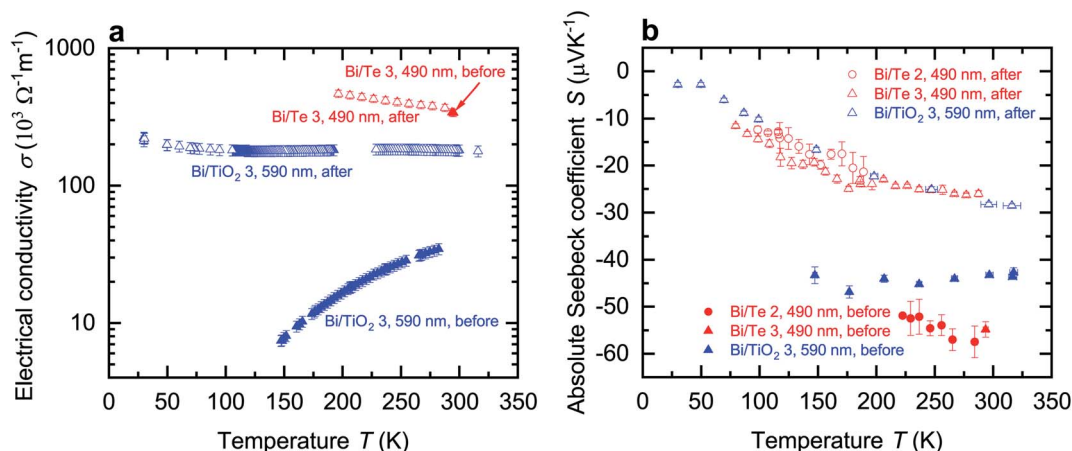 a
Electrical conductivity σ (10³ Ω⁻¹m⁻¹)
1000
100
10
Bi/Te 3, 490 nm, before
Bi/Te 3, 490 nm, after
Bi/TiO₂ 3, 590 nm, after
Bi/TiO₂ 3, 590 nm, before
0 50 100 150 200 250 300 350
Temperature T (K)
b
Absolute Seebeck coefficient S (μVK⁻¹)
0
-10
-20
-30
-40
-50
-60
Bi/Te 2, 490 nm, after
Bi/Te 3, 490 nm, after
Bi/TiO₂ 3, 590 nm, after
Bi/Te 2, 490 nm, before
Bi/Te 3, 490 nm, before
Bi/TiO₂ 3, 590 nm, before
0 50 100 150 200 250 300 350
Temperature T (K)